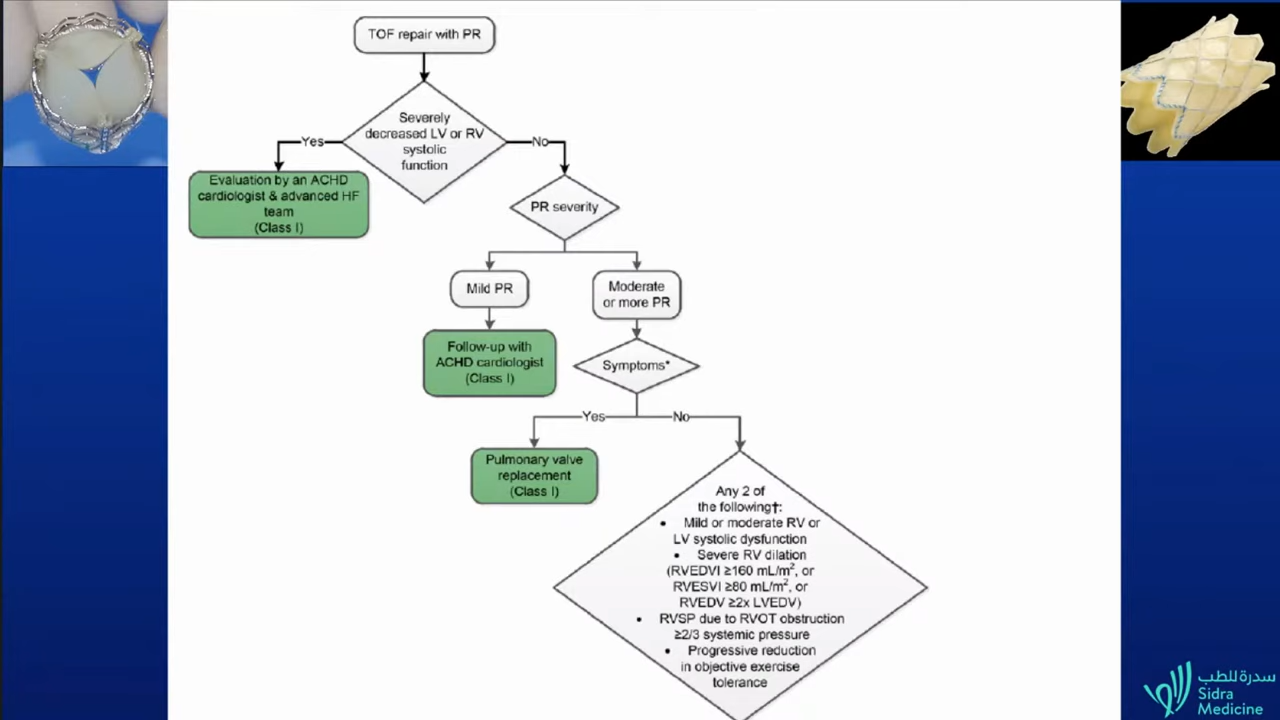 TOF repair with PR
Severely
decreased LV or RV
systolic
function
Yes
No
Evaluation by an ACHD
cardiologist & advanced HF
team
(Class I)
PR severity
Mild PR
Moderate
or more PR
Follow-up with
ACHD cardiologist
(Class I)
Symptoms*
Yes
No
Pulmonary valve
replacement
(Class I)
Any 2 of
the following†:
• Mild or moderate RV or
LV systolic dysfunction
• Severe RV dilation
(RVEDVI ≥160 mL/m², or
RVESVI ≥80 mL/m², or
RVEDV ≥2x LVEDV)
• RVSP due to RVOT obstruction
≥2/3 systemic pressure
• Progressive reduction
in objective exercise
tolerance
سدرة للطب
Sidra
Medicine